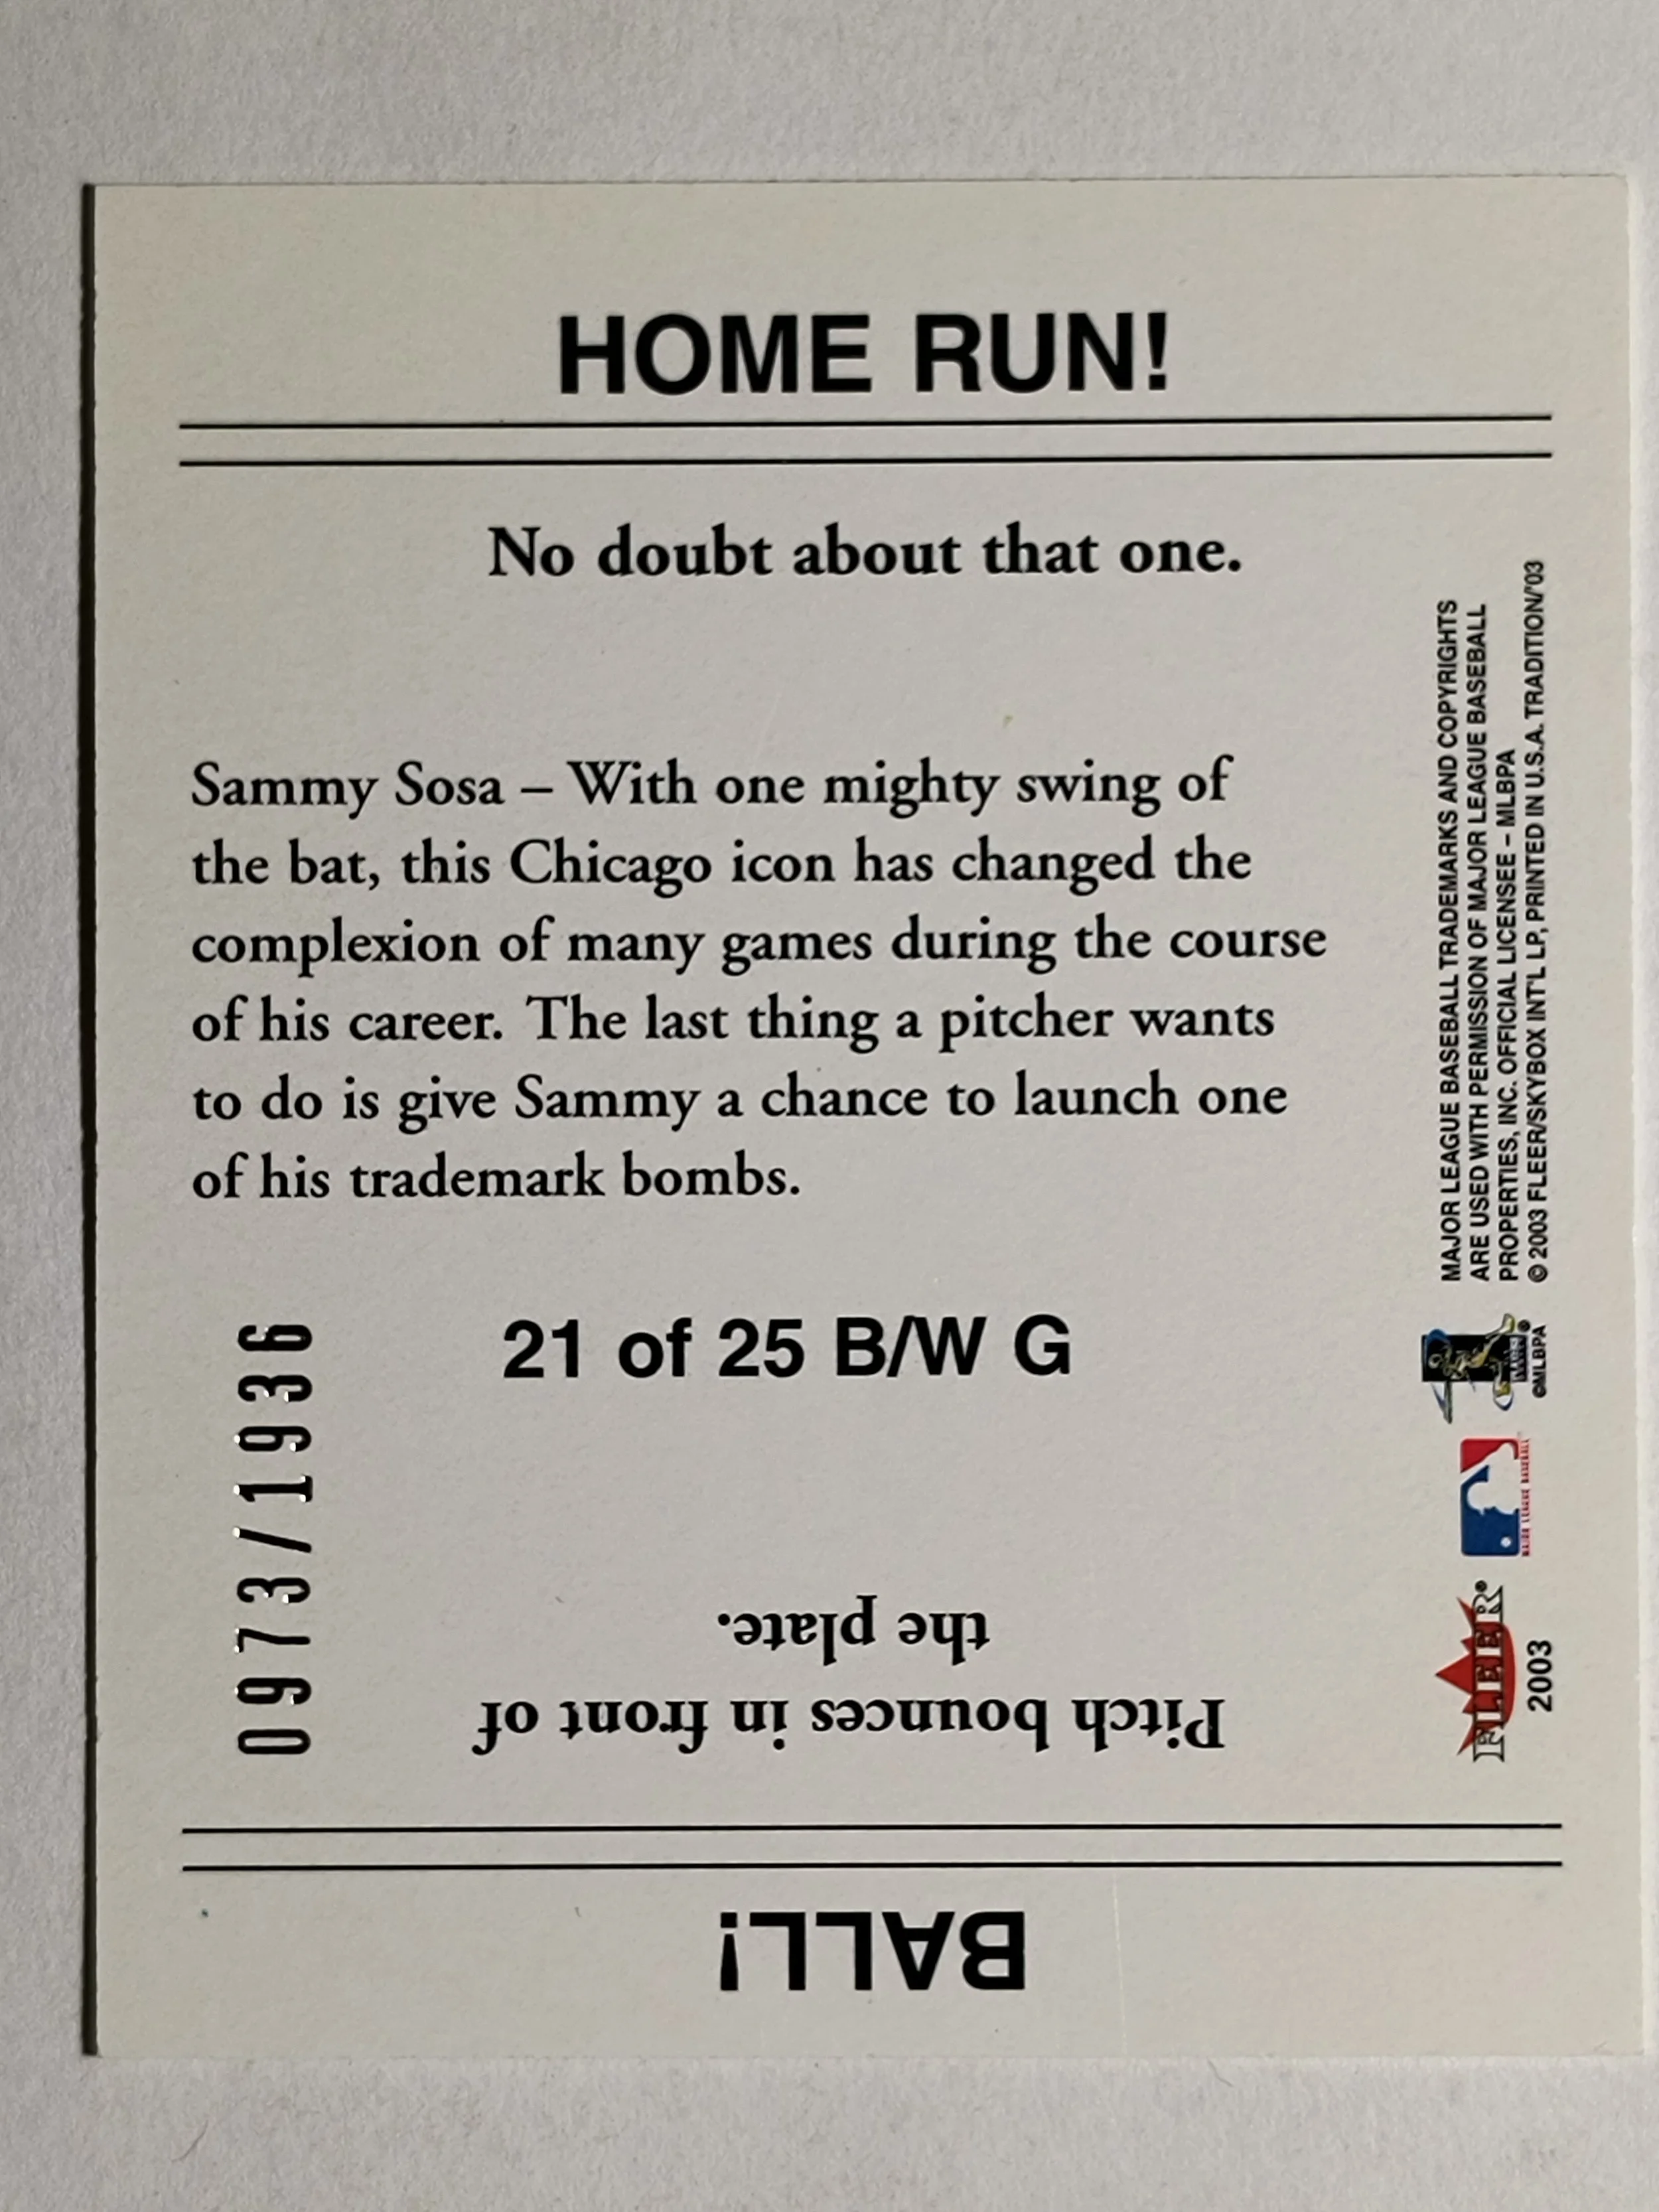 HOME RUN!
No doubt about that one.
Sammy Sosa – With one mighty swing of
the bat, this Chicago icon has changed the
complexion of many games during the course
of his career. The last thing a pitcher wants
to do is give Sammy a chance to launch one
of his trademark bombs.
21 of 25 B/W G
0973/1936
BALL!
Pitch bounces in front of
the plate.
MAJOR LEAGUE BASEBALL TRADEMARKS AND COPYRIGHTS
ARE USED WITH PERMISSION OF MAJOR LEAGUE BASEBALL
PROPERTIES, INC. OFFICIAL LICENSEE – MLBPA
© 2003 FLEER/SKYBOX INT'L LP, PRINTED IN U.S.A. TRADITION/'03
©MLBPA
MAJOR LEAGUE BASEBALL
FLEER®
2003